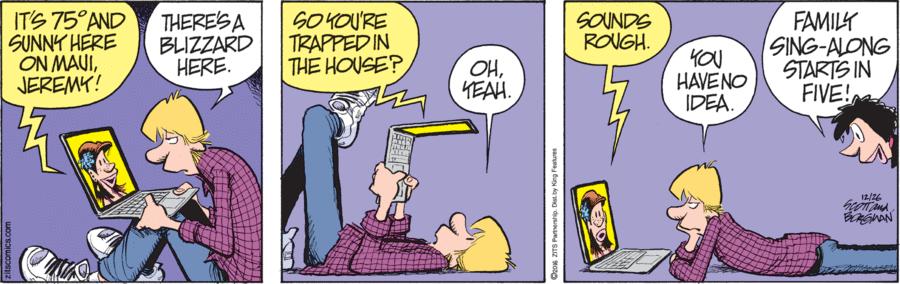 IT'S 75° AND
SUNNY HERE
ON MAUI,
JEREMY!
THERE'S A
BLIZZARD
HERE.
zitscomics.com
SO YOU'RE
TRAPPED IN
THE HOUSE?
OH,
YEAH.
©2016 ZITS Partnership. Dist. by King Features
SOUNDS
ROUGH.
YOU
HAVE NO
IDEA.
FAMILY
SING-ALONG
STARTS IN
FIVE!
12/26
SCOTT and
BORGMAN